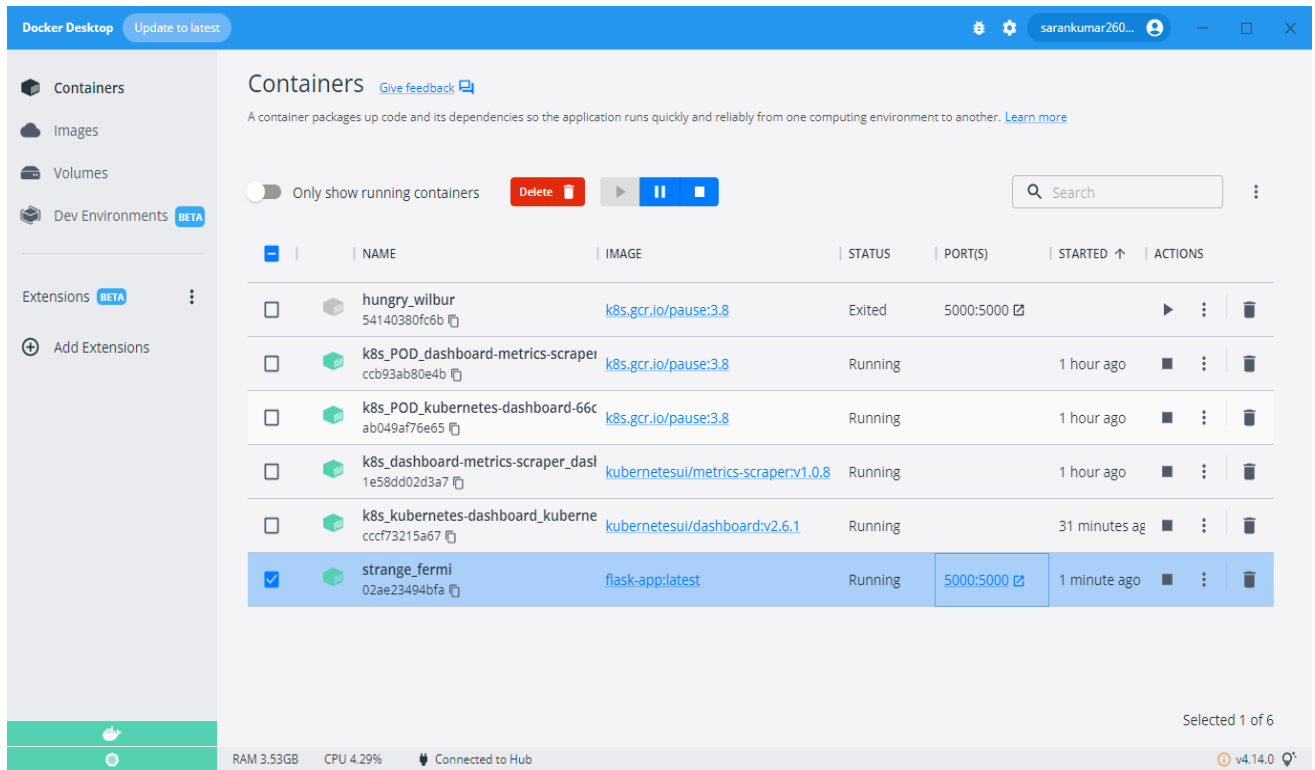 Docker Desktop Update to latest sarankumar260...
Containers
Images
Volumes
Dev Environments BETA
Extensions BETA
Add Extensions
Containers Give feedback
A container packages up code and its dependencies so the application runs quickly and reliably from one computing environment to another. Learn more
Only show running containers Delete Search
NAME IMAGE STATUS PORT(S) STARTED ACTIONS
hungry_wilbur k8s.gcr.io/pause:3.8 Exited 5000:5000
54140380fc6b
k8s_POD_dashboard-metrics-scraper k8s.gcr.io/pause:3.8 Running 1 hour ago
ccb93ab80e4b
k8s_POD_kubernetes-dashboard-66c k8s.gcr.io/pause:3.8 Running 1 hour ago
ab049af76e65
k8s_dashboard-metrics-scraper_dasl kubernetesui/metrics-scraper:v1.0.8 Running 1 hour ago
1e58dd02d3a7
k8s_kubernetes-dashboard_kuberne kubernetesui/dashboard:v2.6.1 Running 31 minutes ag
cccf73215a67
strange_fermi flask-app:latest Running 5000:5000 1 minute ago
02ae23494bfa
Selected 1 of 6
RAM 3.53GB CPU 4.29% Connected to Hub v4.14.0